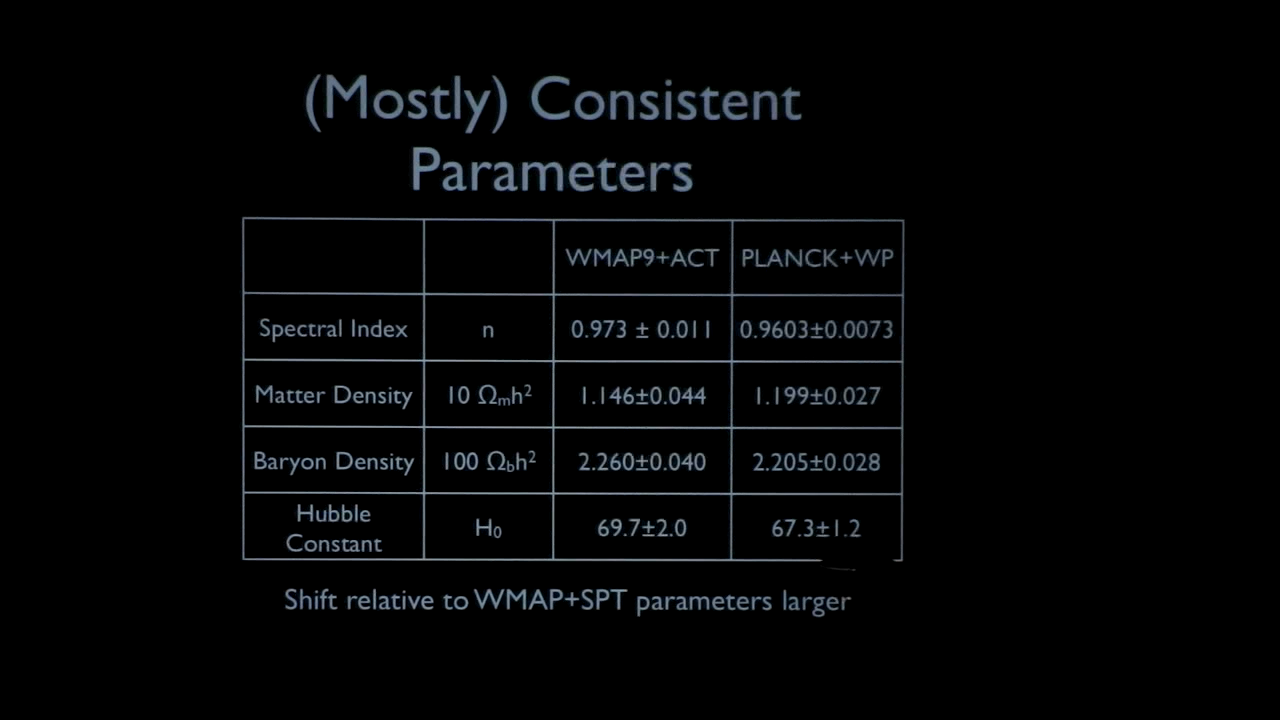 (Mostly) Consistent
Parameters
WMAP9+ACT PLANCK+WP
Spectral Index n 0.973 ± 0.011 0.9603±0.0073
Matter Density 10 Ωₘh² 1.146±0.044 1.199±0.027
Baryon Density 100 Ωbh² 2.260±0.040 2.205±0.028
Hubble
Constant H₀ 69.7±2.0 67.3±1.2
Shift relative to WMAP+SPT parameters larger